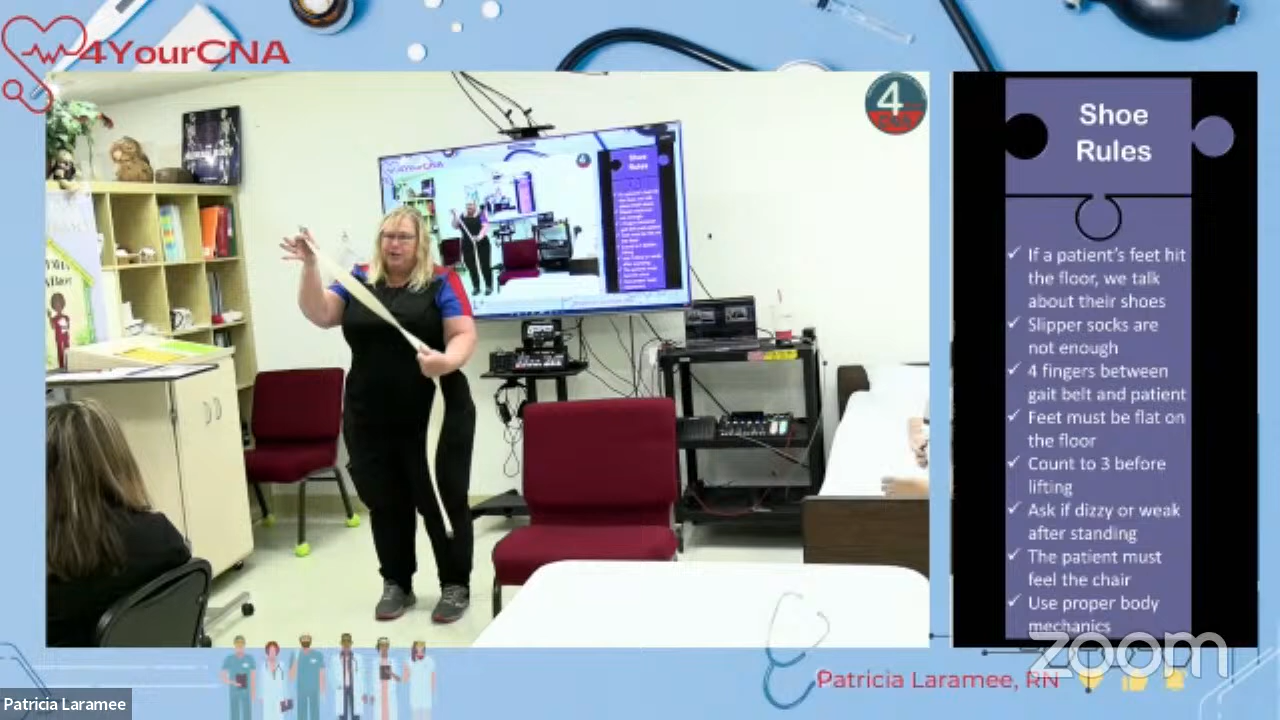 4YourCNA
4
Shoe
Rules
✓ If a patient's feet hit
the floor, we talk
about their shoes
✓ Slipper socks are
not enough
✓ 4 fingers between
gait belt and patient
✓ Feet must be flat on
the floor
✓ Count to 3 before
lifting
✓ Ask if dizzy or weak
after standing
✓ The patient must
feel the chair
✓ Use proper body
mechanics
Shoe
Rules
zoom
Patricia Laramee, RN
Patricia Laramee